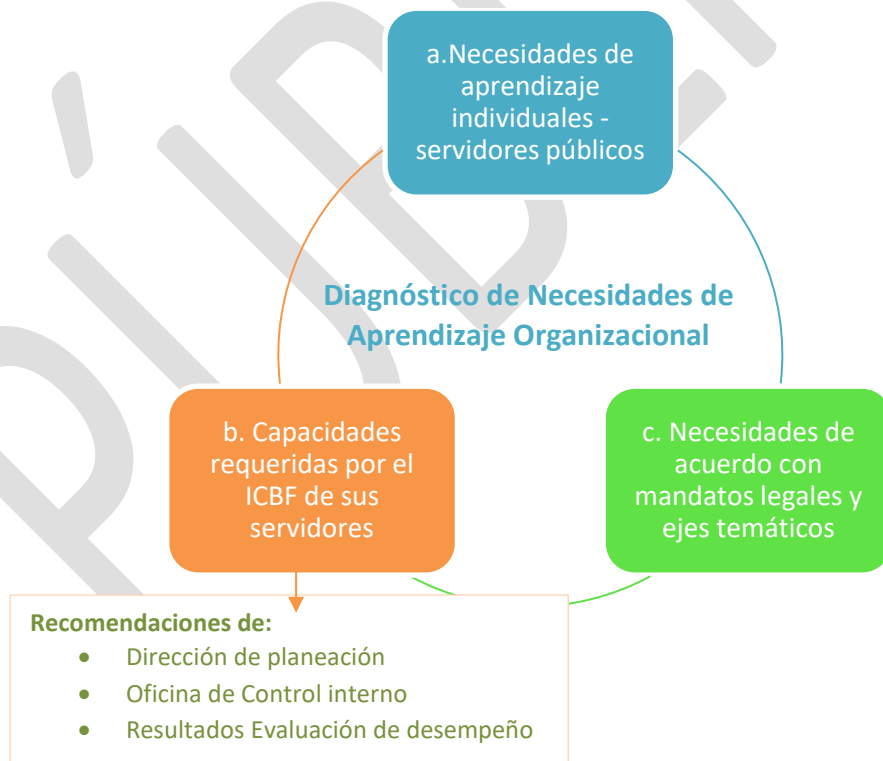 a.Necesidades de
aprendizaje
individuales -
servidores públicos
Diagnóstico de Necesidades de
Aprendizaje Organizacional
b. Capacidades
requeridas por el
ICBF de sus
servidores
c. Necesidades de
acuerdo con
mandatos legales y
ejes temáticos
Recomendaciones de:
• Dirección de planeación
• Oficina de Control interno
• Resultados Evaluación de desempeño